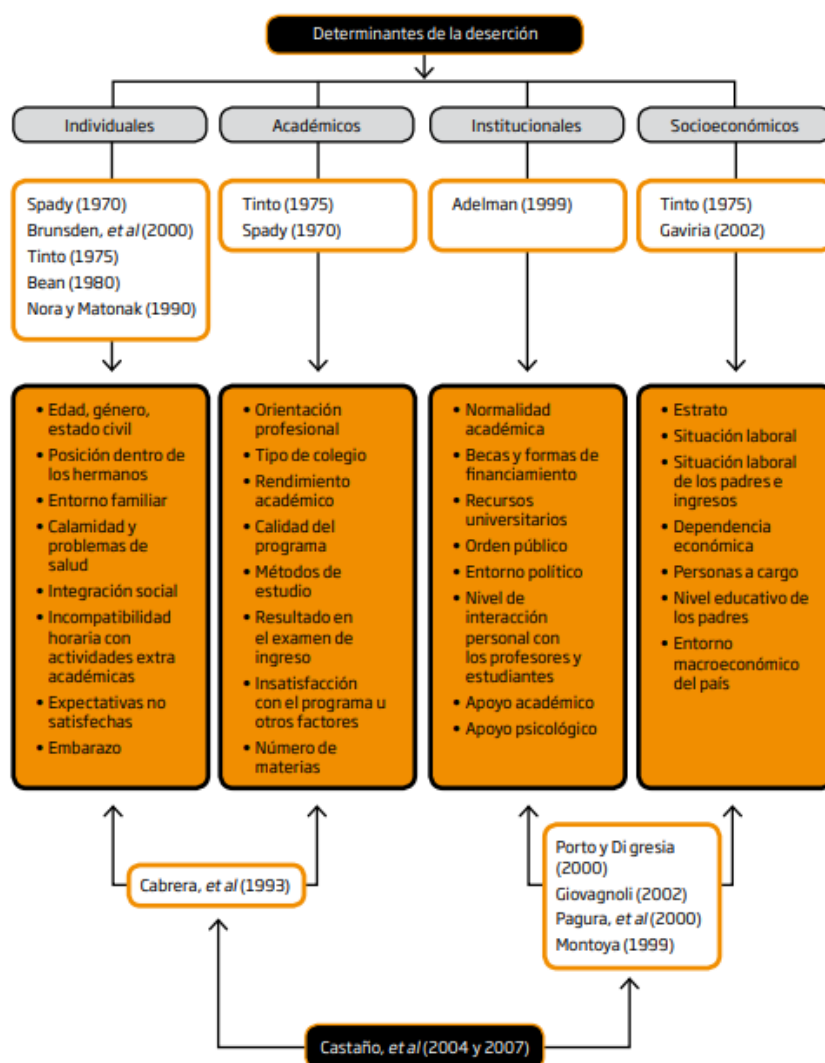 Determinantes de la deserción
Individuales
Académicos
Institucionales
Socioeconómicos
Spady (1970)
Brunsden, et al (2000)
Tinto (1975)
Bean (1980)
Nora y Matonak (1990)
Tinto (1975)
Spady (1970)
Adelman (1999)
Tinto (1975)
Gaviria (2002)
• Edad, género,
estado civil
• Posición dentro de
los hermanos
• Entorno familiar
• Calamidad y
problemas de
salud
• Integración social
• Incompatibilidad
horaria con
actividades extra
académicas
• Expectativas no
satisfechas
• Embarazo
• Orientación
profesional
• Tipo de colegio
• Rendimiento
académico
• Calidad del
programa
• Métodos de
estudio
• Resultado en
el examen de
ingreso
• Insatisfacción
con el programa u
otros factores
• Número de
materias
• Normalidad
académica
• Becas y formas de
financiamiento
• Recursos
universitarios
• Orden público
• Entorno político
• Nivel de
interacción
personal con
los profesores y
estudiantes
• Apoyo académico
• Apoyo psicológico
• Estrato
• Situación laboral
• Situación laboral
de los padres e
ingresos
• Dependencia
económica
• Personas a cargo
• Nivel educativo de
los padres
• Entorno
macroeconómico
del país
Cabrera, et al (1993)
Porto y Di gresia
(2000)
Giovagnoli (2002)
Pagura, et al (2000)
Montoya (1999)
Castaño, et al (2004 y 2007)